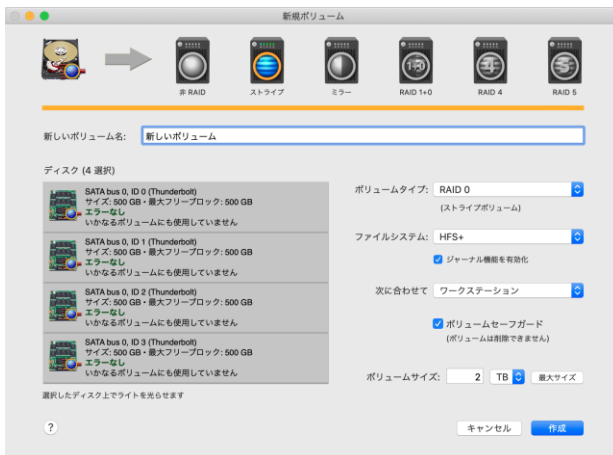 新規ボリューム
非 RAID
ストライプ
ミラー
RAID 1+0
RAID 4
RAID 5
新しいボリューム名: 新しいボリューム
ディスク (4 選択)
SATA bus 0, ID 0 (Thunderbolt)
サイズ: 500 GB・最大フリーブロック: 500 GB
エラーなし
いかなるボリュームにも使用していません
SATA bus 0, ID 1 (Thunderbolt)
サイズ: 500 GB・最大フリーブロック: 500 GB
エラーなし
いかなるボリュームにも使用していません
SATA bus 0, ID 2 (Thunderbolt)
サイズ: 500 GB・最大フリーブロック: 500 GB
エラーなし
いかなるボリュームにも使用していません
SATA bus 0, ID 3 (Thunderbolt)
サイズ: 500 GB・最大フリーブロック: 500 GB
エラーなし
いかなるボリュームにも使用していません
選択したディスク上でライトを光らせます
ボリュームタイプ: RAID 0
(ストライプボリューム)
ファイルシステム: HFS+
ジャーナル機能を有効化
次に合わせて ワークステーション
ボリュームセーフガード
(ボリュームは削除できません)
ボリュームサイズ: 2 TB 最大サイズ
?
キャンセル
作成